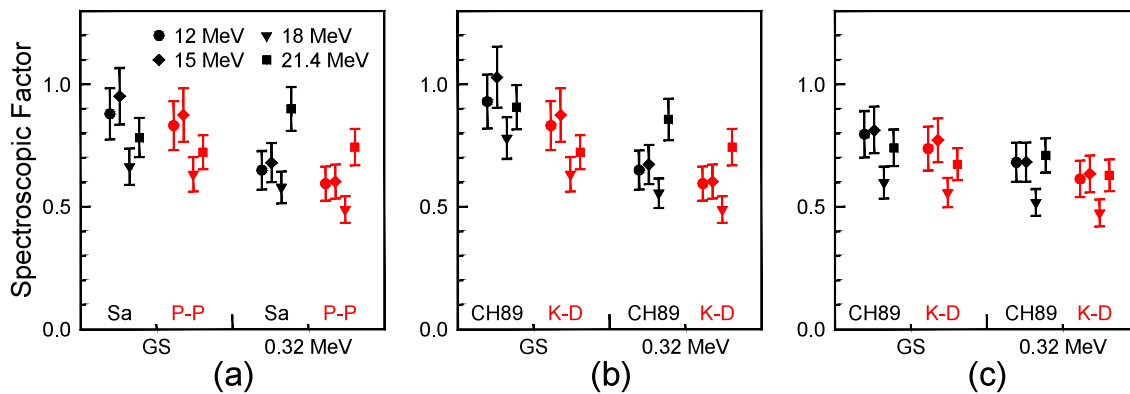 Spectroscopic Factor
1.0
0.5
0.0
12 MeV
18 MeV
15 MeV
21.4 MeV
Sa
P-P
Sa
P-P
GS
0.32 MeV
(a)
1.0
0.5
0.0
CH89
K-D
CH89
K-D
GS
0.32 MeV
(b)
1.0
0.5
0.0
CH89
K-D
CH89
K-D
GS
0.32 MeV
(c)